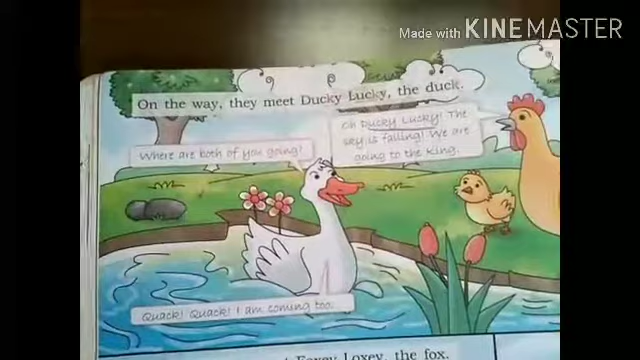 Made with KINEMASTER
On the way, they meet Ducky Lucky, the duck.
Oh Ducky Lucky! The
sky is falling! We are
going to the King.
Where are both of you going?
Quack! Quack! I am coming too.
Foxey Loxey, the fox.